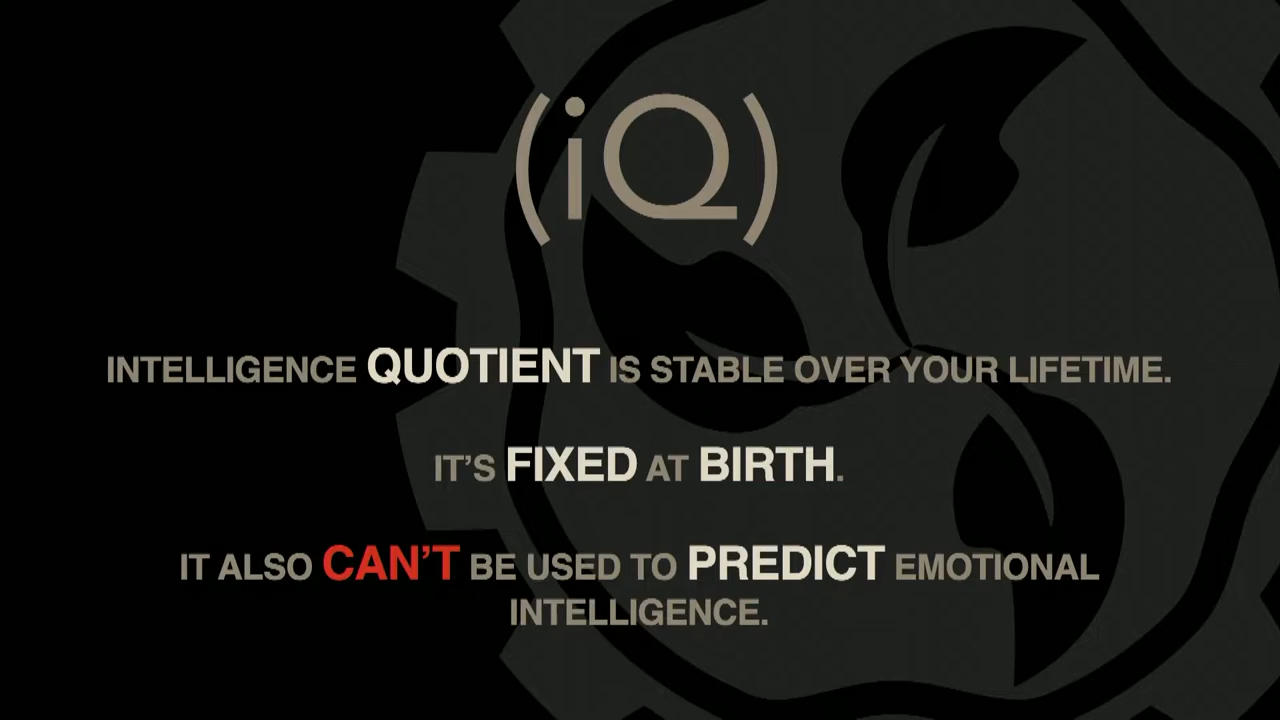 (iQ)
INTELLIGENCE QUOTIENT IS STABLE OVER YOUR LIFETIME.
IT'S FIXED AT BIRTH.
IT ALSO CAN'T BE USED TO PREDICT EMOTIONAL
INTELLIGENCE.